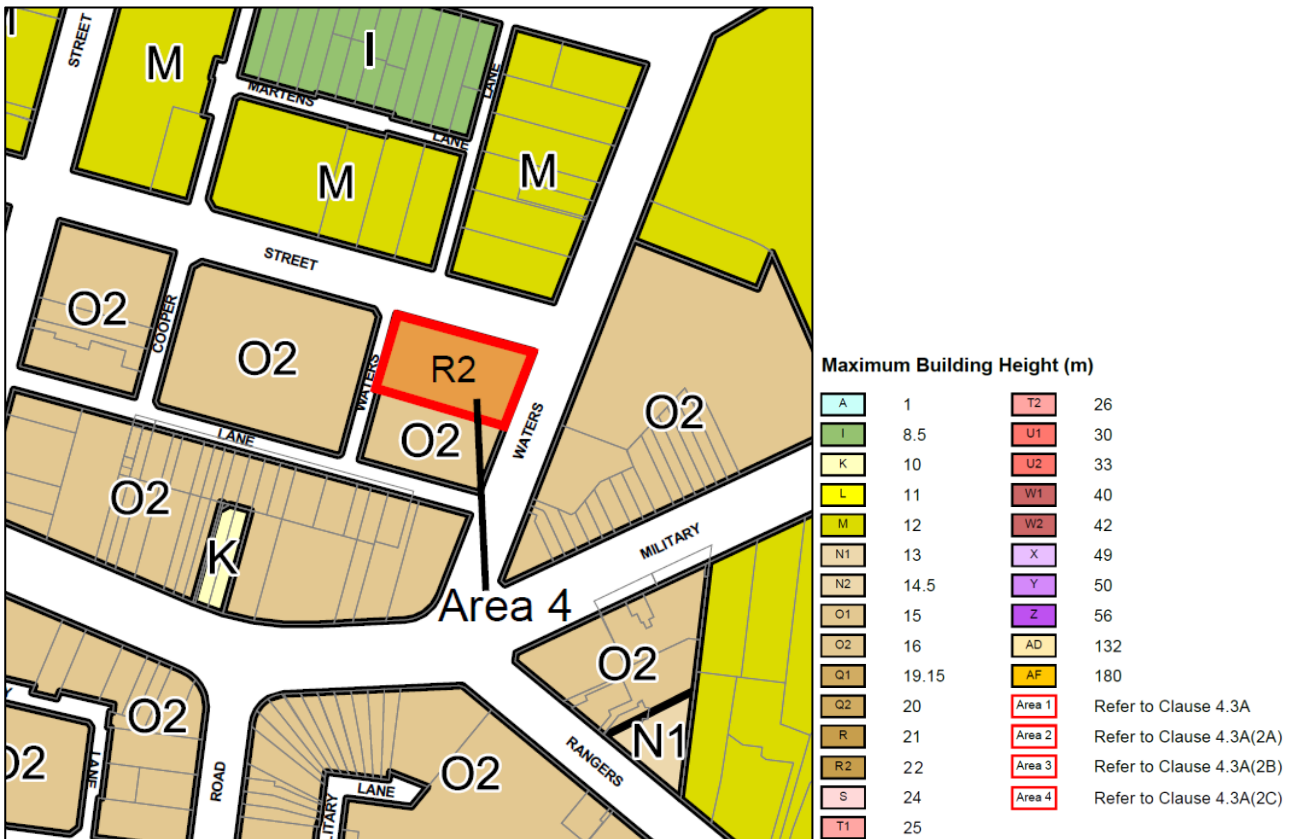 STREET
M
I
LANE
MARTENS
LANE
M
M
STREET
O2
COOPER
O2
WATERS
R2
O2
WATERS
O2
LANE
O2
K
MILITARY
Area 4
O2
N1
O2
LANE
ROAD
O2
LANE
RANGERS
Maximum Building Height (m)
A 1
I 8.5
K 10
L 11
M 12
N1 13
N2 14.5
O1 15
O2 16
Q1 19.15
Q2 20
R 21
R2 22
S 24
T1 25
T2 26
U1 30
U2 33
W1 40
W2 42
X 49
Y 50
Z 56
AD 132
AF 180
Area 1 Refer to Clause 4.3A
Area 2 Refer to Clause 4.3A(2A)
Area 3 Refer to Clause 4.3A(2B)
Area 4 Refer to Clause 4.3A(2C)